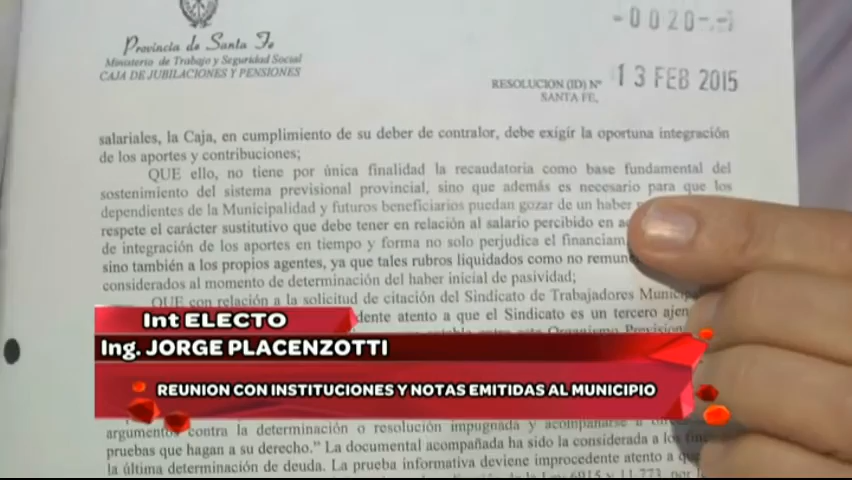 -0020-
Provincia de Santa Fe
Ministerio de Trabajo y Seguridad Social
CAJA DE JUBILACIONES Y PENSIONES
RESOLUCION (ID) Nº
13 FEB 2015
SANTA FE,
salariales, la Caja, en cumplimiento de su deber de contralor, debe exigir la oportuna integración
de los aportes y contribuciones;
QUE ello, no tiene por única finalidad la recaudatoria como base fundamental del
sostenimiento del sistema previsional provincial, sino que además es necesario para que los
dependientes de la Municipalidad y futuros beneficiarios puedan gozar de un haber
respete el carácter sustitutivo que debe tener en relación al salario percibido en
de integración de los aportes en tiempo y forma no solo perjudica el financiam
sino también a los propios agentes, ya que tales rubros liquidados como no remun
considerados al momento de determinación del haber inicial de pasividad;
QUE con relación a la solicitud de citación del Sindicato de Trabajadores Munici
dente atento a que el Sindicato es un tercero ajen
Int ELECTO
Ing. JORGE PLACENZOTTI
REUNION CON INSTITUCIONES Y NOTAS EMITIDAS AL MUNICIPIO
argumentos contra la determinación o resolución impugnada y acompañarse
pruebas que hagan a su derecho." La documental acompañada ha sido la considerada a los
la última determinación de deuda. La prueba informativa deviene improcedente atento a que
Ley 6915 y 11.773, por